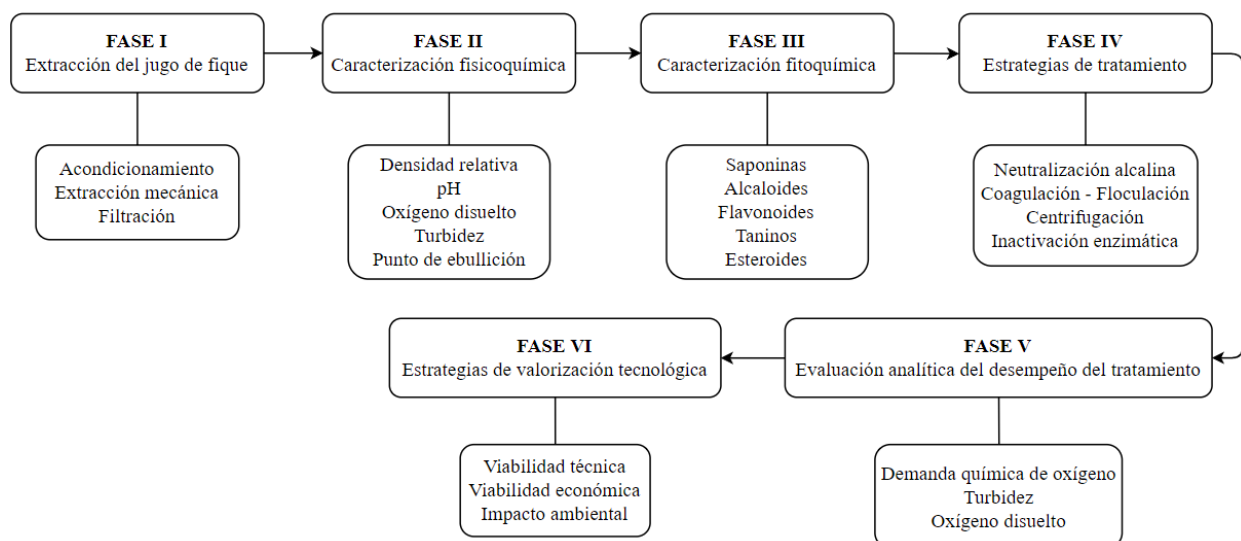 FASE I
Extracción del jugo de fique
FASE II
Caracterización fisicoquímica
FASE III
Caracterización fitoquímica
FASE IV
Estrategias de tratamiento
Acondicionamiento
Extracción mecánica
Filtración
Densidad relativa
pH
Oxígeno disuelto
Turbidez
Punto de ebullición
Saponinas
Alcaloides
Flavonoides
Taninos
Esteroides
Neutralización alcalina
Coagulación - Floculación
Centrifugación
Inactivación enzimática
FASE V
Evaluación analítica del desempeño del tratamiento
FASE VI
Estrategias de valorización tecnológica
Demanda química de oxígeno
Turbidez
Oxígeno disuelto
Viabilidad técnica
Viabilidad económica
Impacto ambiental